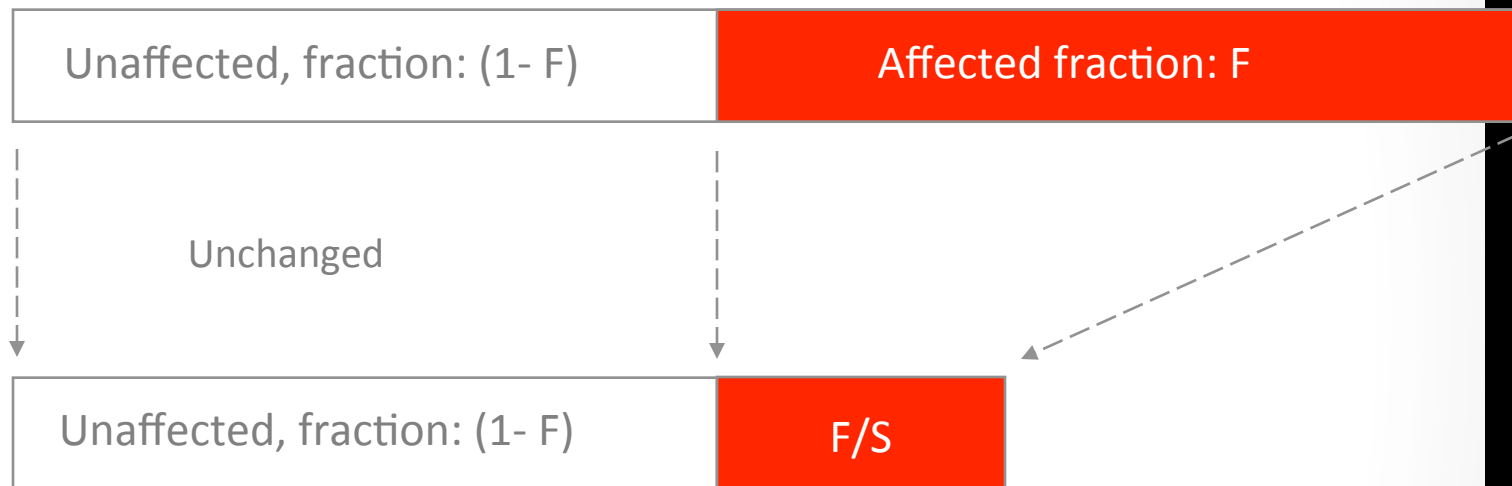 Unaffected, fraction: (1- F)
Affected fraction: F
Unchanged
Unaffected, fraction: (1- F)
F/S